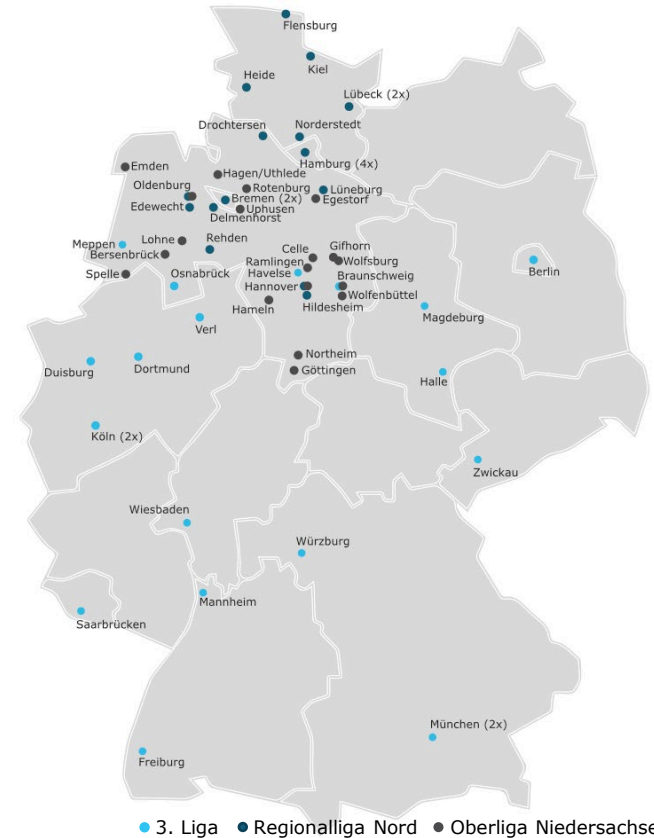 Flensburg
Kiel
Heide
Lübeck (2x)
Drochtersen
Norderstedt
Hamburg (4x)
Emden
Hagen/Uthlede
Oldenburg
Rotenburg
Lüneburg
Bremen (2x)
Egestorf
Edewecht
Uphusen
Delmenhorst
Meppen
Lohne
Rehden
Celle
Gifhorn
Bersenbrück
Ramlingen
Wolfsburg
Berlin
Spelle
Osnabrück
Havelse
Braunschweig
Hannover
Wolfenbüttel
Hameln
Hildesheim
Verl
Magdeburg
Northeim
Duisburg
Dortmund
Göttingen
Halle
Köln (2x)
Zwickau
Wiesbaden
Würzburg
Mannheim
Saarbrücken
München (2x)
Freiburg
3. Liga Regionalliga Nord Oberliga Niedersachse